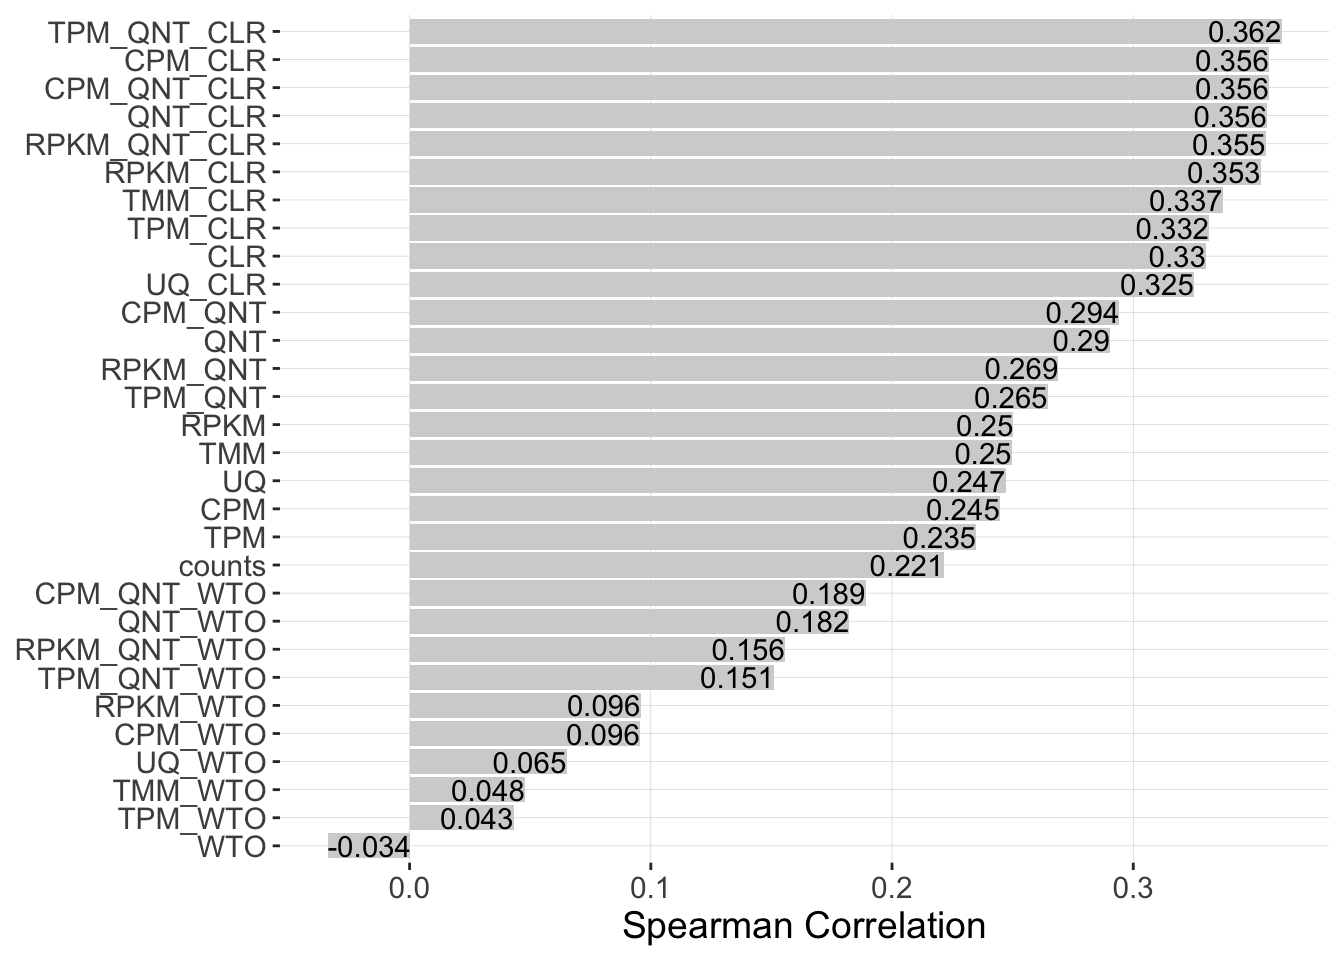 TPM_QNT_CLR 0.362
CPM_CLR 0.356
CPM_QNT_CLR 0.356
QNT_CLR 0.356
RPKM_QNT_CLR 0.355
RPKM_CLR 0.353
TMM_CLR 0.337
TPM_CLR 0.332
CLR 0.33
UQ_CLR 0.325
CPM_QNT 0.294
QNT 0.29
RPKM_QNT 0.269
TPM_QNT 0.265
RPKM 0.25
TMM 0.25
UQ 0.247
CPM 0.245
TPM 0.235
counts 0.221
CPM_QNT_WTO 0.189
QNT_WTO 0.182
RPKM_QNT_WTO 0.156
TPM_QNT_WTO 0.151
RPKM_WTO 0.096
CPM_WTO 0.096
UQ_WTO 0.065
TMM_WTO 0.048
TPM_WTO 0.043
WTO -0.034
0.0 0.1 0.2 0.3
Spearman Correlation